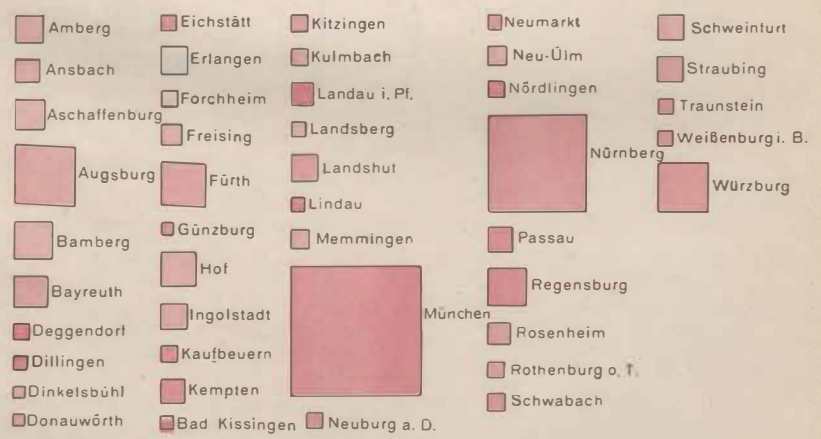 Amberg
Ansbach
Aschaffenburg
Augsburg
Bamberg
Bayreuth
Deggendorf
Dillingen
Dinkelsbühl
Donauwörth
Eichstätt
Erlangen
Forchheim
Freising
Fürth
Günzburg
Hof
Ingolstadt
Kaufbeuern
Kempten
Bad Kissingen
Kitzingen
Kulmbach
Landau i. Pf.
Landsberg
Landshut
Lindau
Memmingen
München
Neuburg a. D.
Neumarkt
Neu-Ülm
Nördlingen
Nürnberg
Passau
Regensburg
Rosenheim
Rothenburg o. T.
Schwabach
Schweinfurt
Straubing
Traunstein
Weißenburg i. B.
Würzburg